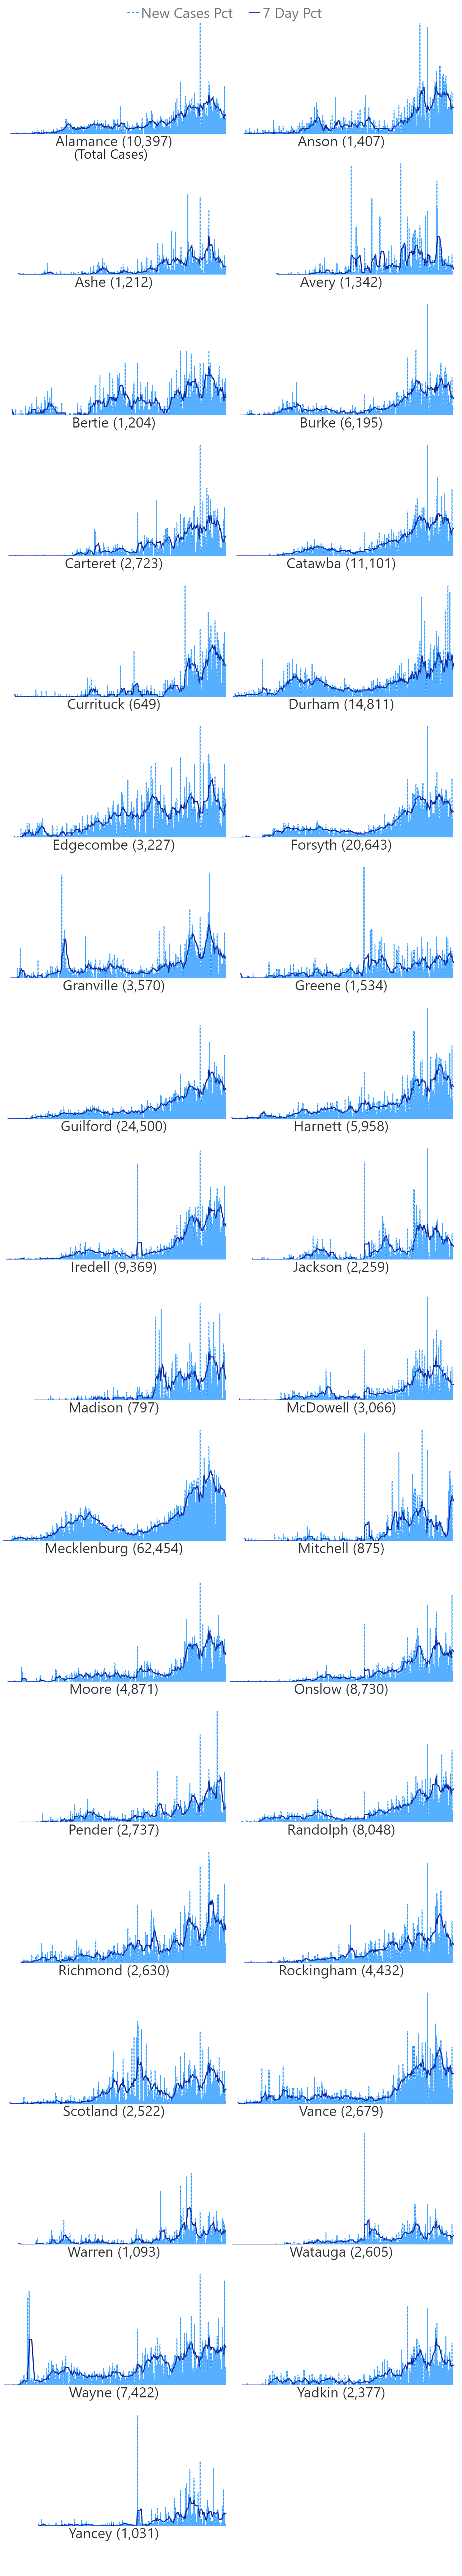 New Cases Pct 7 Day Pct
Alamance (10,397) Anson (1,407)
(Total Cases)
Ashe (1,212) Avery (1,342)
Bertie (1,204) Burke (6,195)
Carteret (2,723) Catawba (11,101)
Currituck (649) Durham (14,811)
Edgecombe (3,227) Forsyth (20,643)
Granville (3,570) Greene (1,534)
Guilford (24,500) Harnett (5,958)
Iredell (9,369) Jackson (2,259)
Madison (797) McDowell (3,066)
Mecklenburg (62,454) Mitchell (875)
Moore (4,871) Onslow (8,730)
Pender (2,737) Randolph (8,048)
Richmond (2,630) Rockingham (4,432)
Scotland (2,522) Vance (2,679)
Warren (1,093) Watauga (2,605)
Wayne (7,422) Yadkin (2,377)
Yancey (1,031)